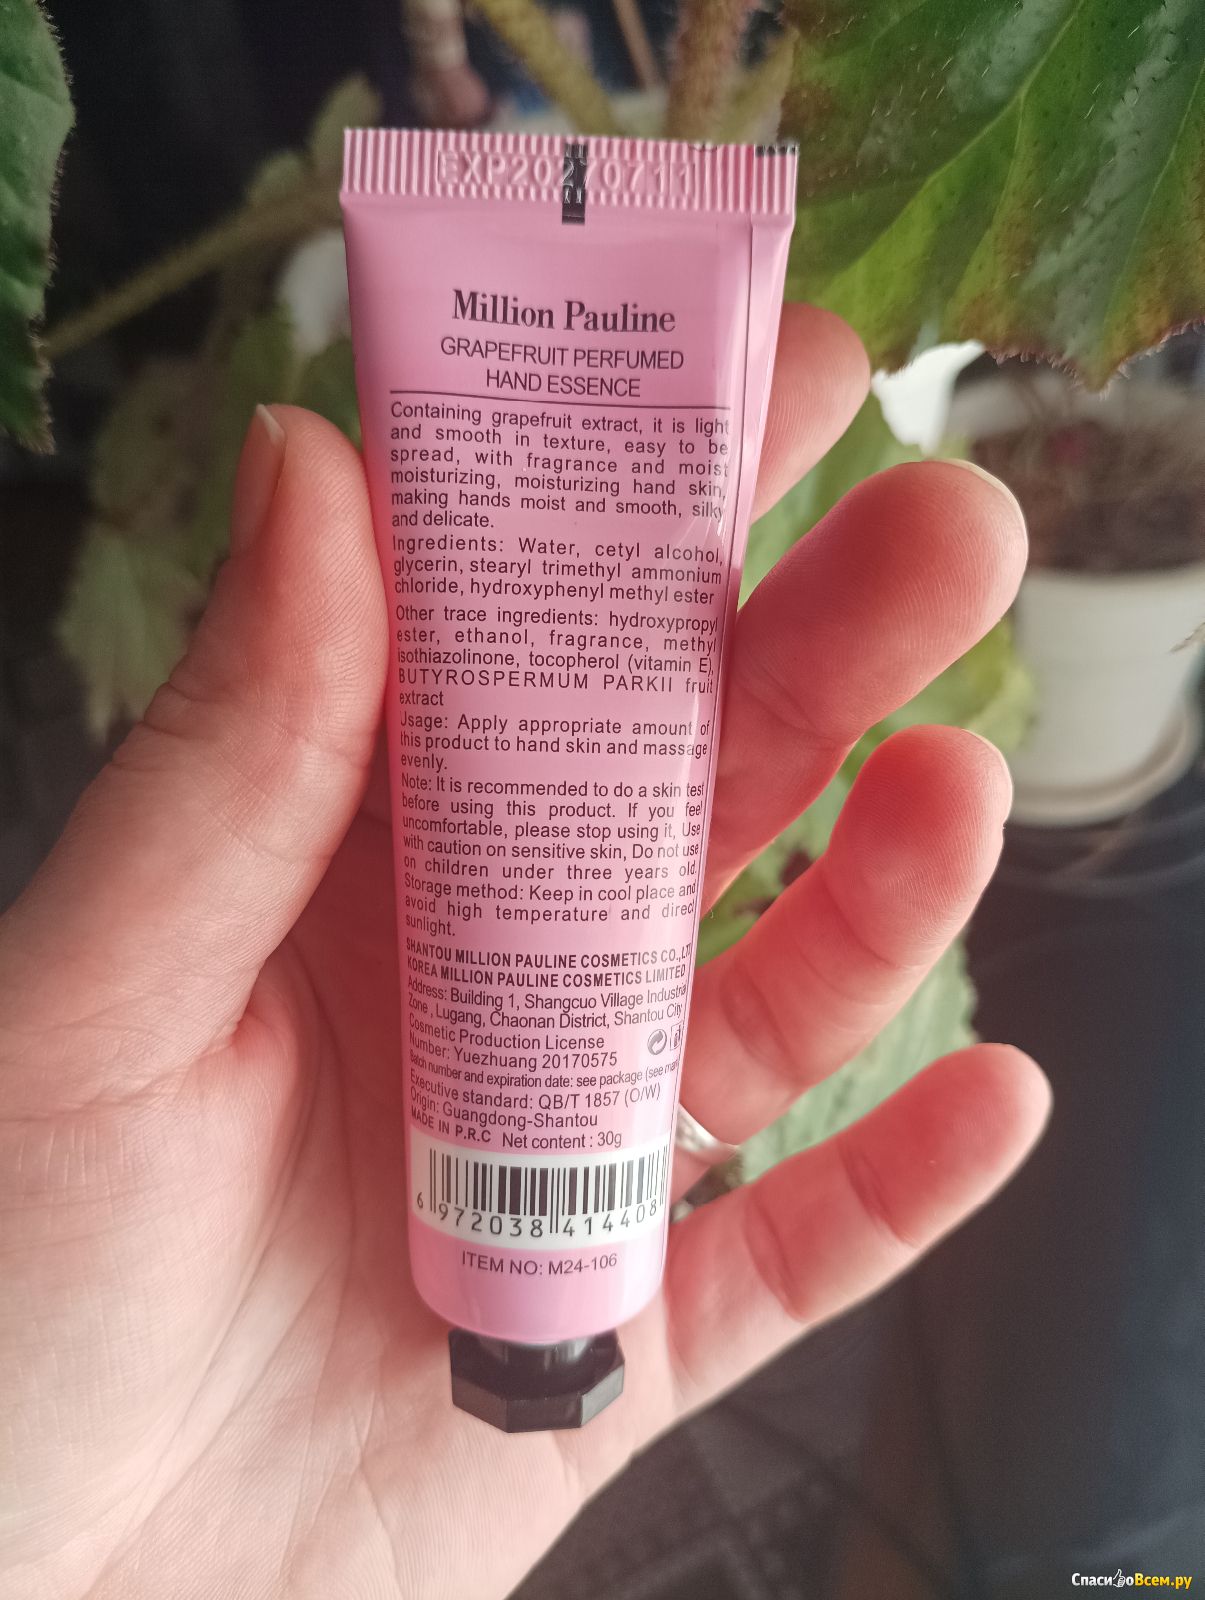 EXP20270711
Million Pauline
GRAPEFRUIT PERFUMED
HAND ESSENCE
Containing grapefruit extract, it is light
and smooth in texture, easy to be
spread, with fragrance and moist
moisturizing, moisturizing hand skin,
making hands moist and smooth, silky
and delicate.
Ingredients: Water, cetyl alcohol,
glycerin, stearyl trimethyl ammonium
chloride, hydroxyphenyl methyl ester
Other trace ingredients: hydroxypropyl
ester, ethanol, fragrance, methyl
isothiazolinone, tocopherol (vitamin E),
BUTYROSPERMUM PARKII fruit
extract
Usage: Apply appropriate amount of
this product to hand skin and massage
evenly.
Note: It is recommended to do a skin test
before using this product. If you feel
uncomfortable, please stop using it, Use
with caution on sensitive skin, Do not use
on children under three years old.
Storage method: Keep in cool place and
avoid high temperature and direct
sunlight.
SHANTOU MILLION PAULINE COSMETICS CO.,LT
KOREA MILLION PAULINE COSMETICS LIMITED
Address: Building 1, Shangcuo Village Industrial
Zone, Lugang, Chaonan District, Shantou City
Cosmetic Production License
Number: Yuezhuang 20170575
Batch number and expiration date: see package (see
Executive standard: QB/T 1857 (O/W)
Origin: Guangdong-Shantou
MADE IN P.R.C Net content : 30g
6 972038 414408
ITEM NO: M24-106
СпасибоВсем.ру